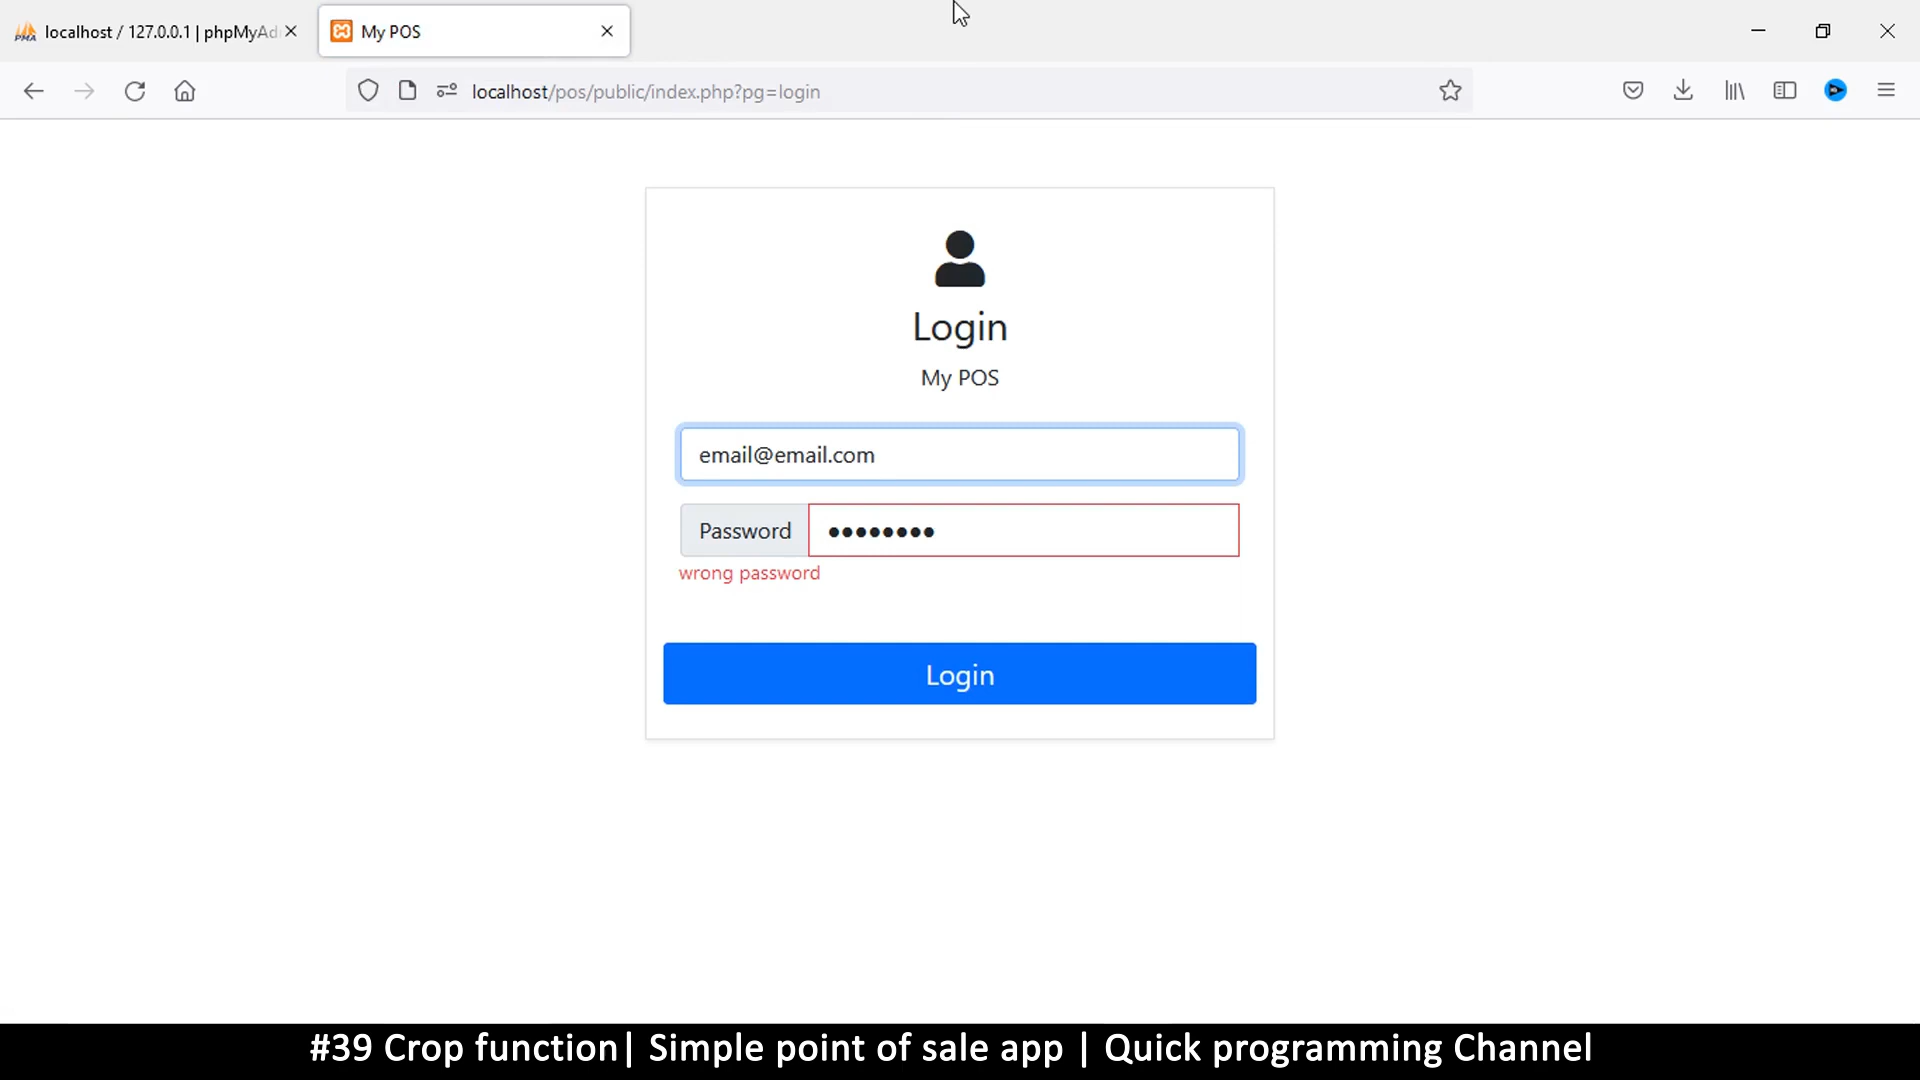 localhost / 127.0.0.1 | phpMyAd
My POS
localhost/pos/public/index.php?pg=login
Login
My POS
email@email.com
Password ••••••••
wrong password
Login
#39 Crop function| Simple point of sale app | Quick programming Channel